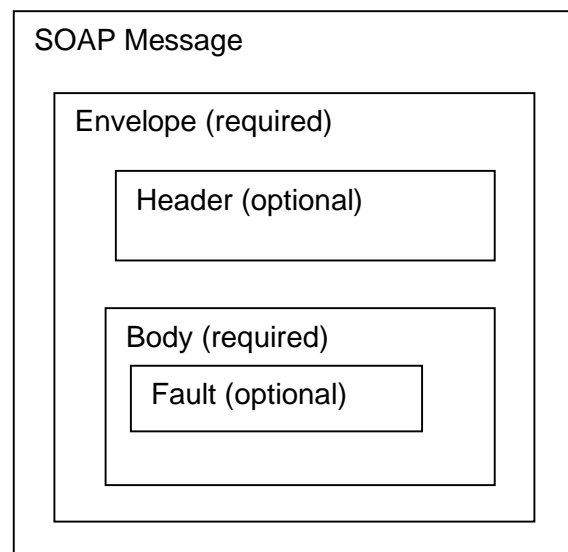 SOAP Message
Envelope (required)
Header (optional)
Body (required)
Fault (optional)